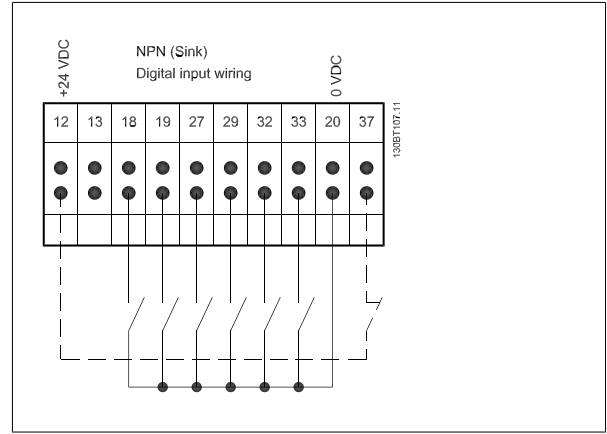 NPN (Sink)
Digital input wiring
+24 VDC
0 VDC
12 13 18 19 27 29 32 33 20 37
130BT107.11